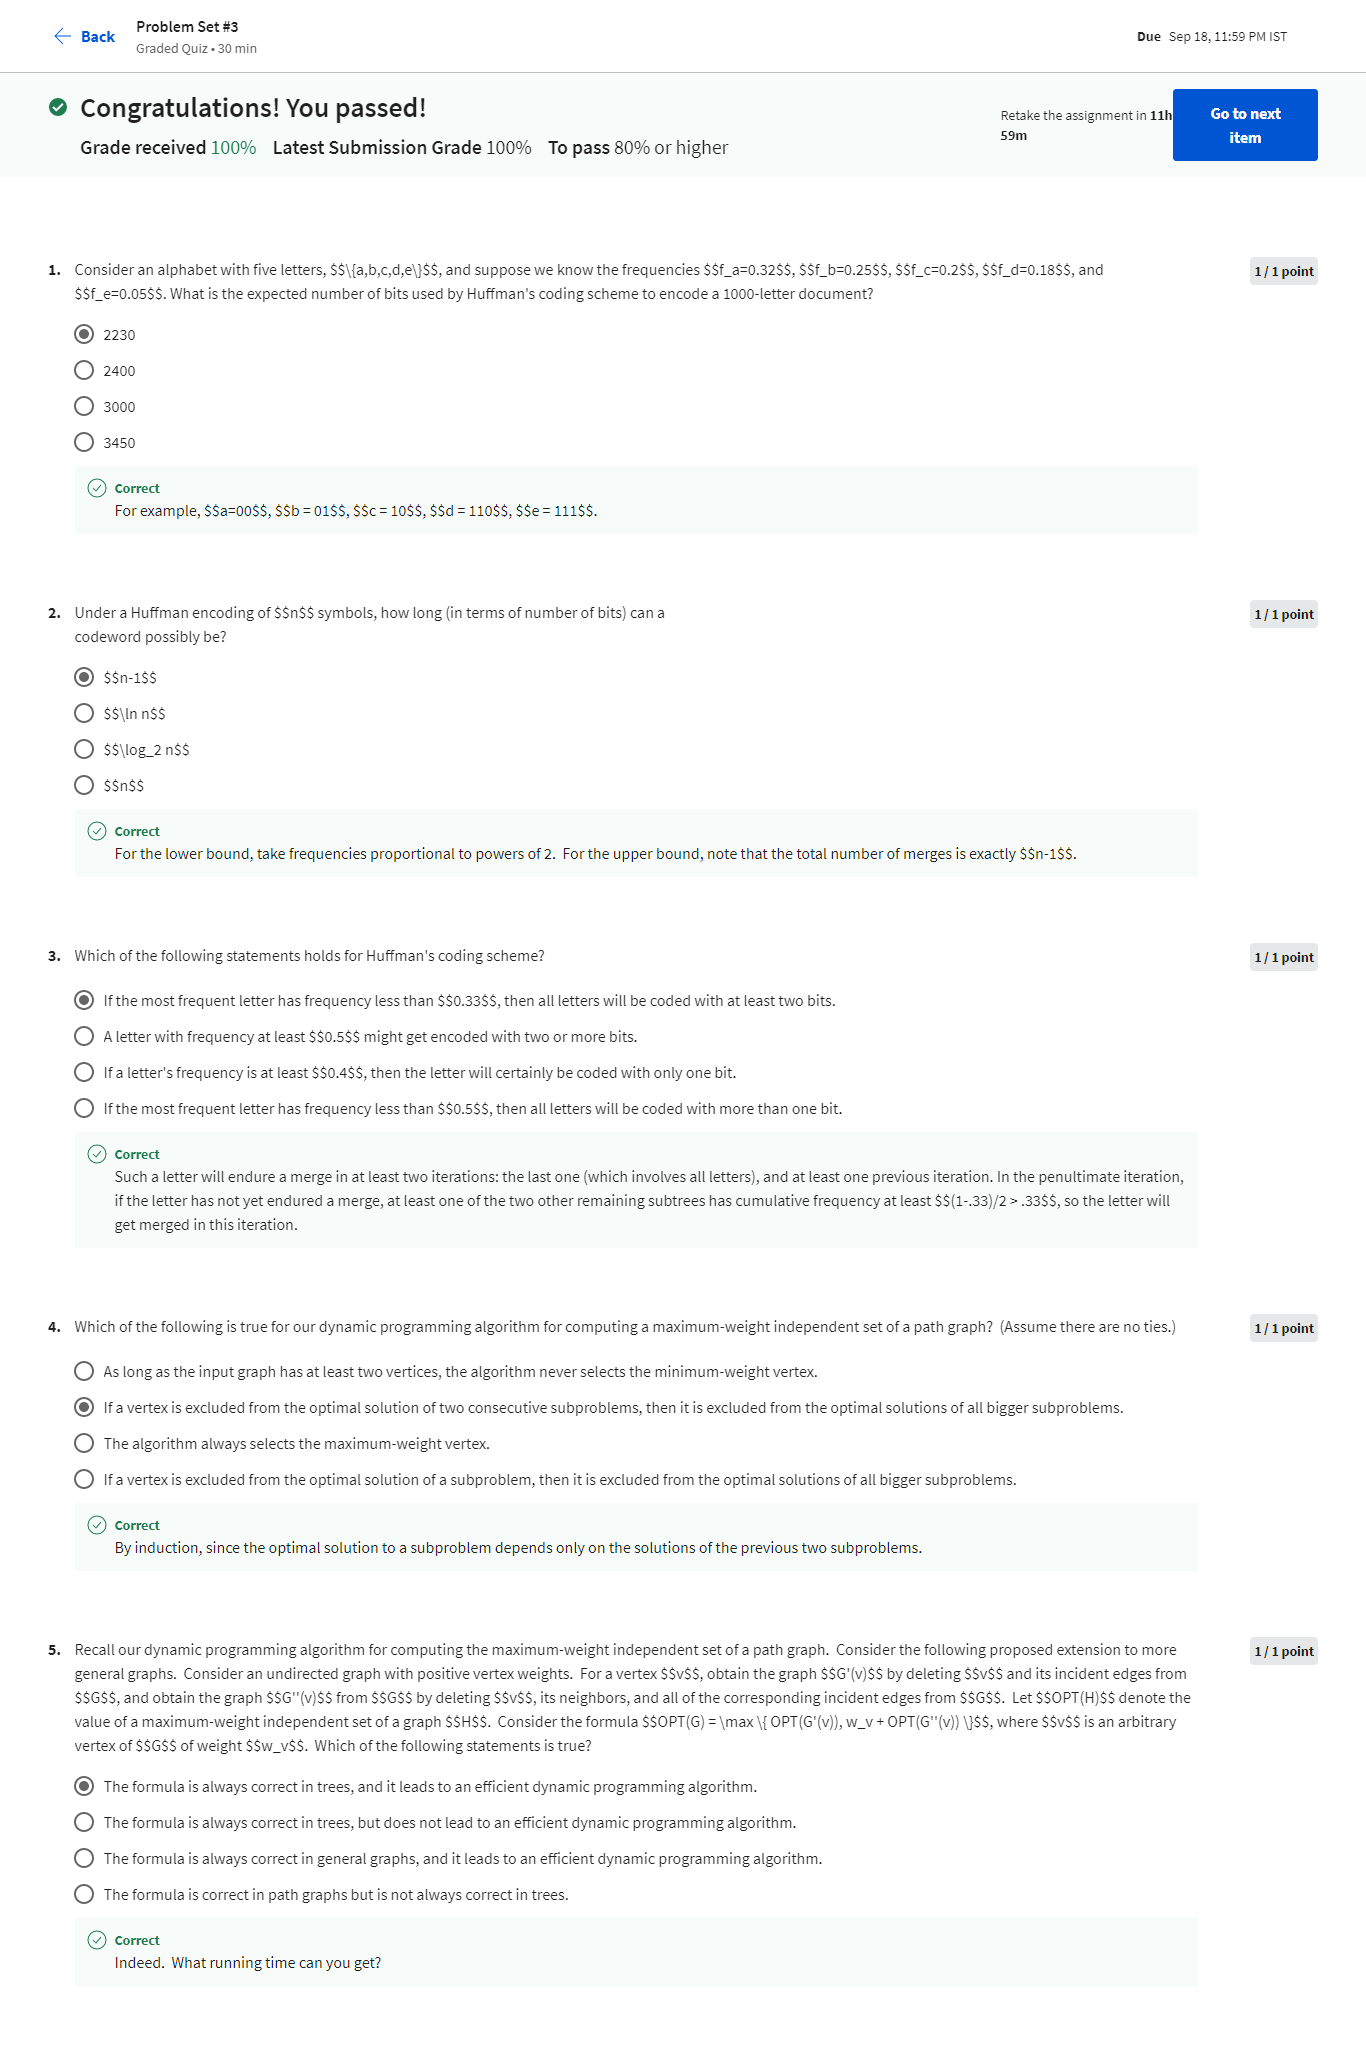 Back
Problem Set #3
Graded Quiz • 30 min
Due Sep 18, 11:59 PM IST
Congratulations! You passed!
Grade received 100% Latest Submission Grade 100% To pass 80% or higher
Retake the assignment in 11h
59m
Go to next
item
1. Consider an alphabet with five letters, $$\{a,b,c,d,e\}$$, and suppose we know the frequencies $$f_a=0.32$$, $$f_b=0.25$$, $$f_c=0.2$$, $$f_d=0.18$$, and
$$f_e=0.05$$. What is the expected number of bits used by Huffman's coding scheme to encode a 1000-letter document?
1 / 1 point
2230
2400
3000
3450
Correct
For example, $$a=00$$, $$b = 01$$, $$c = 10$$, $$d = 110$$, $$e = 111$$.
2. Under a Huffman encoding of $$n$$ symbols, how long (in terms of number of bits) can a
codeword possibly be?
1 / 1 point
$$n-1$$
$$\ln n$$
$$\log_2 n$$
$$n$$
Correct
For the lower bound, take frequencies proportional to powers of 2. For the upper bound, note that the total number of merges is exactly $$n-1$$.
3. Which of the following statements holds for Huffman's coding scheme?
1 / 1 point
If the most frequent letter has frequency less than $$0.33$$, then all letters will be coded with at least two bits.
A letter with frequency at least $$0.5$$ might get encoded with two or more bits.
If a letter's frequency is at least $$0.4$$, then the letter will certainly be coded with only one bit.
If the most frequent letter has frequency less than $$0.5$$, then all letters will be coded with more than one bit.
Correct
Such a letter will endure a merge in at least two iterations: the last one (which involves all letters), and at least one previous iteration. In the penultimate iteration,
if the letter has not yet endured a merge, at least one of the two other remaining subtrees has cumulative frequency at least $$(1-.33)/2 > .33$$, so the letter will
get merged in this iteration.
4. Which of the following is true for our dynamic programming algorithm for computing a maximum-weight independent set of a path graph? (Assume there are no ties.)
1 / 1 point
As long as the input graph has at least two vertices, the algorithm never selects the minimum-weight vertex.
If a vertex is excluded from the optimal solution of two consecutive subproblems, then it is excluded from the optimal solutions of all bigger subproblems.
The algorithm always selects the maximum-weight vertex.
If a vertex is excluded from the optimal solution of a subproblem, then it is excluded from the optimal solutions of all bigger subproblems.
Correct
By induction, since the optimal solution to a subproblem depends only on the solutions of the previous two subproblems.
5. Recall our dynamic programming algorithm for computing the maximum-weight independent set of a path graph. Consider the following proposed extension to more
general graphs. Consider an undirected graph with positive vertex weights. For a vertex $$v$$, obtain the graph $$G'(v)$$ by deleting $$v$$ and its incident edges from
$$G$$, and obtain the graph $$G''(v)$$ from $$G$$ by deleting $$v$$, its neighbors, and all of the corresponding incident edges from $$G$$. Let $$OPT(H)$$ denote the
value of a maximum-weight independent set of a graph $$H$$. Consider the formula $$OPT(G) = \max \{ OPT(G'(v)), w_v + OPT(G''(v)) \}$$, where $$v$$ is an arbitrary
vertex of $$G$$ of weight $$w_v$$. Which of the following statements is true?
1 / 1 point
The formula is always correct in trees, and it leads to an efficient dynamic programming algorithm.
The formula is always correct in trees, but does not lead to an efficient dynamic programming algorithm.
The formula is always correct in general graphs, and it leads to an efficient dynamic programming algorithm.
The formula is correct in path graphs but is not always correct in trees.
Correct
Indeed. What running time can you get?